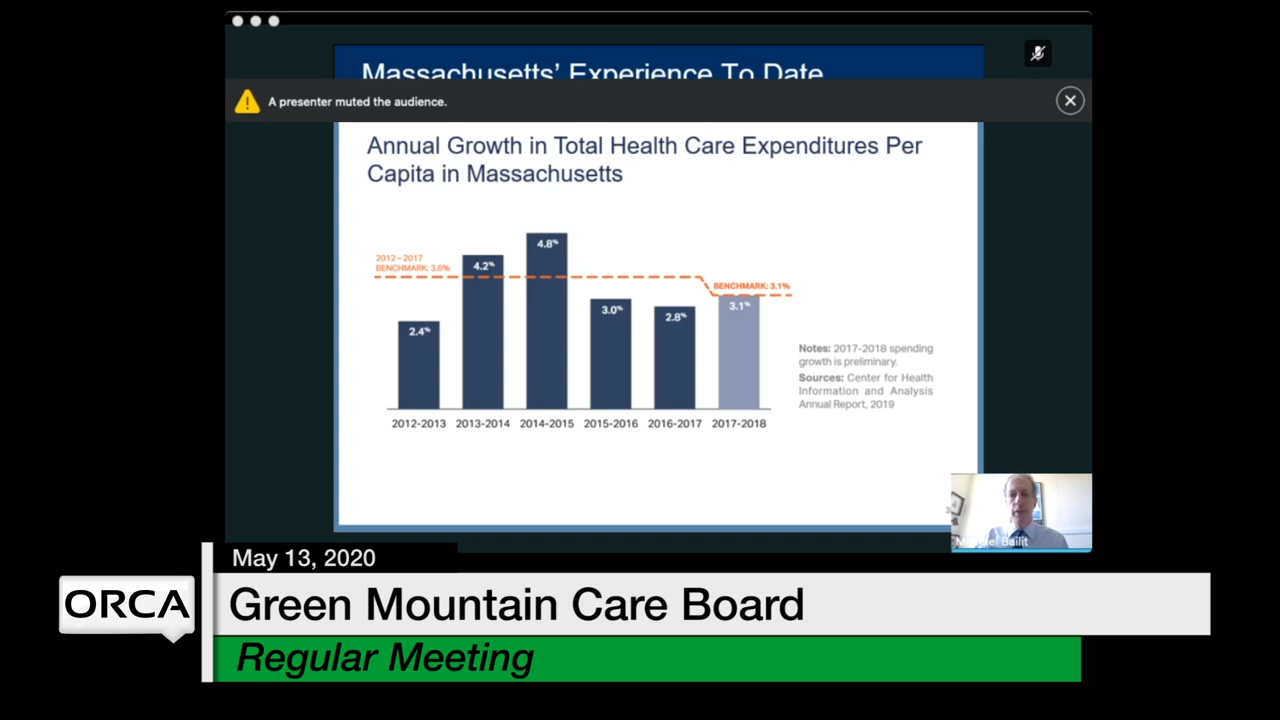 Massachusetts' Experience To Date
A presenter muted the audience.
Annual Growth in Total Health Care Expenditures Per
Capita in Massachusetts
2012–2017
BENCHMARK: 3.6%
4.8%
4.2%
BENCHMARK: 3.1%
3.1%
3.0%
2.8%
2.4%
Notes: 2017-2018 spending
growth is preliminary.
Sources: Center for Health
Information and Analysis
Annual Report, 2019
2012-2013 2013-2014 2014-2015 2015-2016 2016-2017 2017-2018
Bailit
May 13, 2020
ORCA
Green Mountain Care Board
Regular Meeting